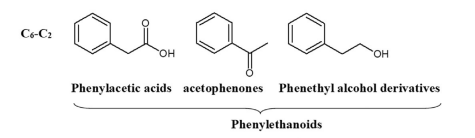 O
C₆-C₂
OH
OH
O
Phenylacetic acids acetophenones Phenethyl alcohol derivatives
Phenylethanoids